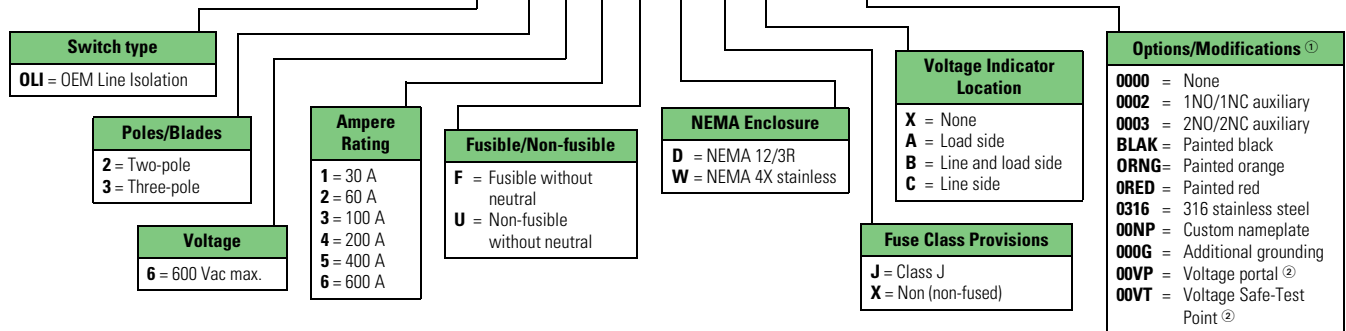 Switch type
OLI = OEM Line Isolation
Poles/Blades
2 = Two-pole
3 = Three-pole
Voltage
6 = 600 Vac max.
Ampere
Rating
1 = 30 A
2 = 60 A
3 = 100 A
4 = 200 A
5 = 400 A
6 = 600 A
Fusible/Non-fusible
F = Fusible without
neutral
U = Non-fusible
without neutral
NEMA Enclosure
D = NEMA 12/3R
W = NEMA 4X stainless
Fuse Class Provisions
J = Class J
X = Non (non-fused)
Voltage Indicator
Location
X = None
A = Load side
B = Line and load side
C = Line side
Options/Modifications ①
0000 = None
0002 = 1NO/1NC auxiliary
0003 = 2NO/2NC auxiliary
BLAK = Painted black
ORNG= Painted orange
0RED = Painted red
0316 = 316 stainless steel
00NP = Custom nameplate
000G = Additional grounding
00VP = Voltage portal ②
00VT = Voltage Safe-Test
Point ②